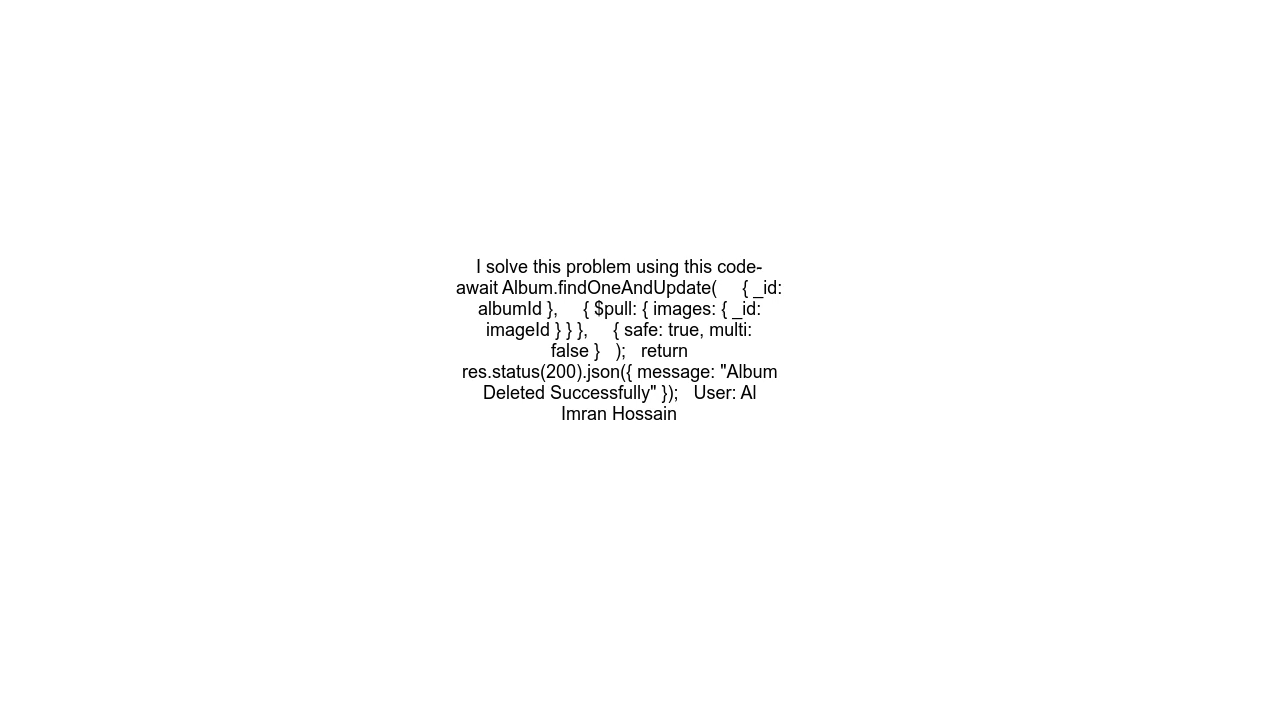 I solve this problem using this code-
await Album.findOneAndUpdate(     { _id:
albumId },     { $pull: { images: { _id:
imageId } } },     { safe: true, multi:
false }   );   return
res.status(200).json({ message: "Album
Deleted Successfully" });   User: Al
Imran Hossain